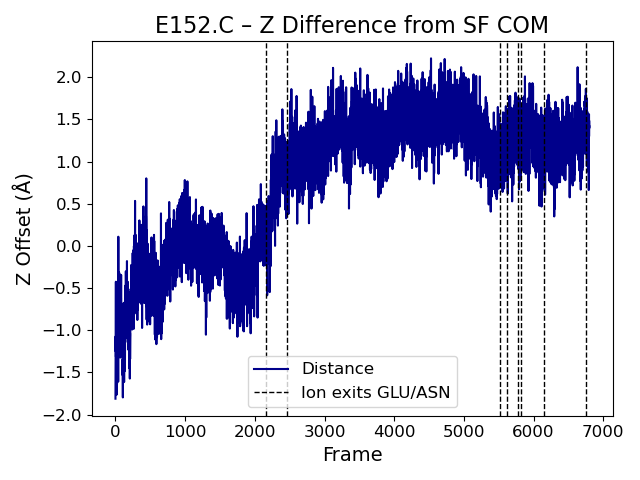 E152.C – Z Difference from SF COM
Z Offset (Å)
2.0
1.5
1.0
0.5
0.0
−0.5
−1.0
−1.5
−2.0
Distance
Ion exits GLU/ASN
0 1000 2000 3000 4000 5000 6000 7000
Frame